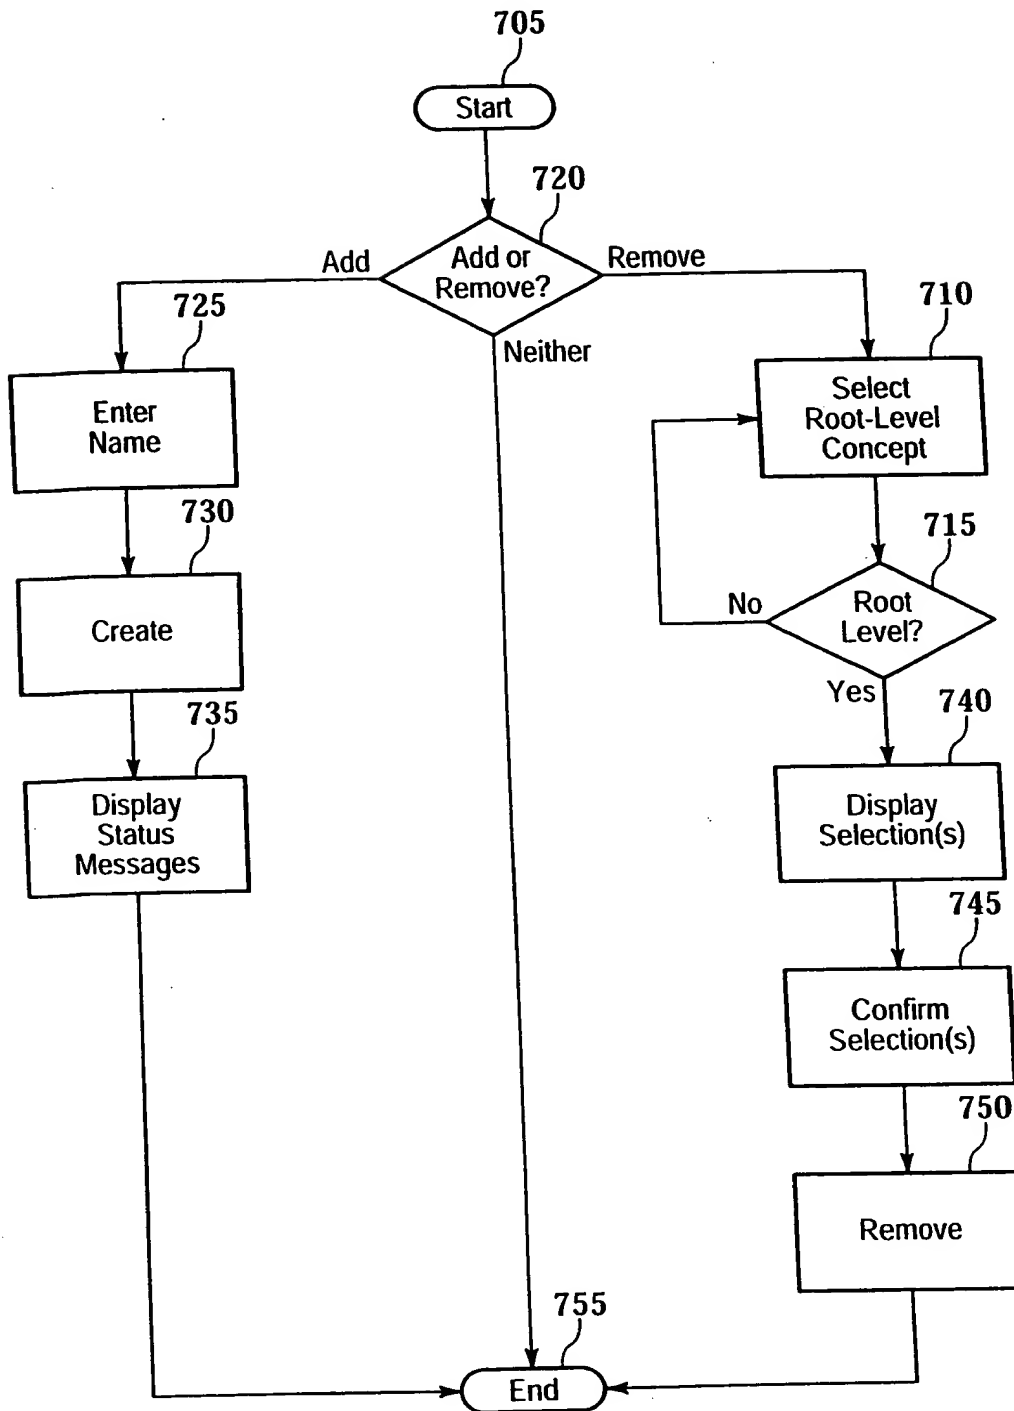 705
Start
720
Add or
Remove?
Add
Remove
Neither
725
Enter
Name
710
Select
Root-Level
Concept
730
Create
715
Root
Level?
No
Yes
735
Display
Status
Messages
740
Display
Selection(s)
745
Confirm
Selection(s)
750
Remove
755
End